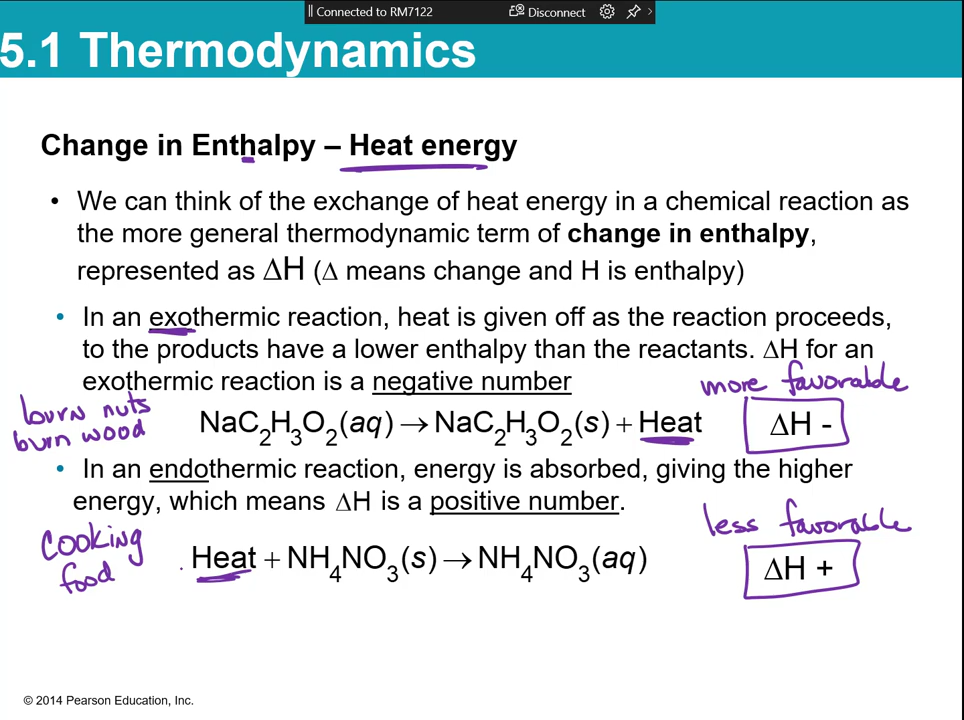 Connected to RM7122 Disconnect
5.1 Thermodynamics
Change in Enthalpy – Heat energy
• We can think of the exchange of heat energy in a chemical reaction as
the more general thermodynamic term of change in enthalpy,
represented as ΔH (Δ means change and H is enthalpy)
• In an exothermic reaction, heat is given off as the reaction proceeds,
to the products have a lower enthalpy than the reactants. ΔH for an
exothermic reaction is a negative number
more favorable
burn nuts
burn wood
NaC₂H₃O₂(aq) → NaC₂H₃O₂(s) + Heat
ΔH -
• In an endothermic reaction, energy is absorbed, giving the higher
energy, which means ΔH is a positive number.
less favorable
cooking
food
Heat + NH₄NO₃(s) → NH₄NO₃(aq)
ΔH +
© 2014 Pearson Education, Inc.